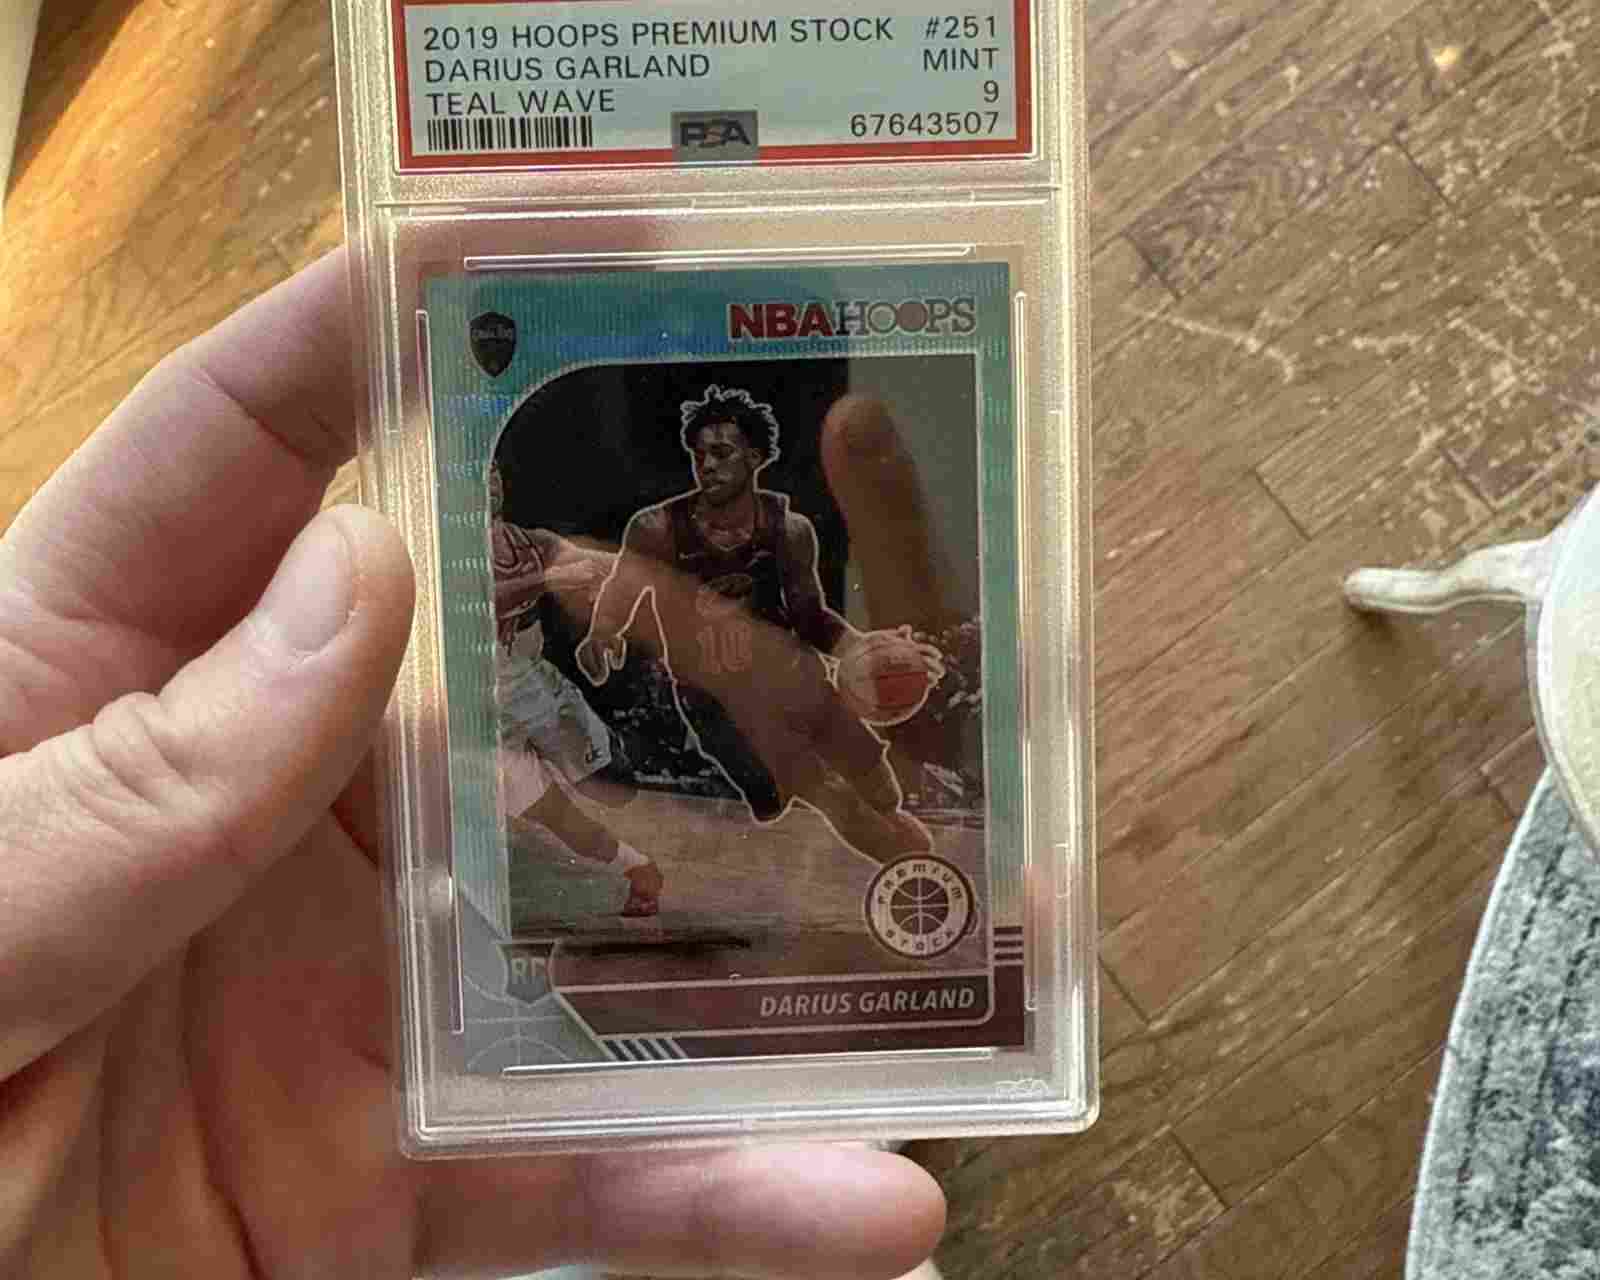 2019 HOOPS PREMIUM STOCK #251
DARIUS GARLAND MINT
TEAL WAVE 9
PSA 67643507
NBA HOOPS
10
PREMIUM STOCK
DARIUS GARLAND
PSA